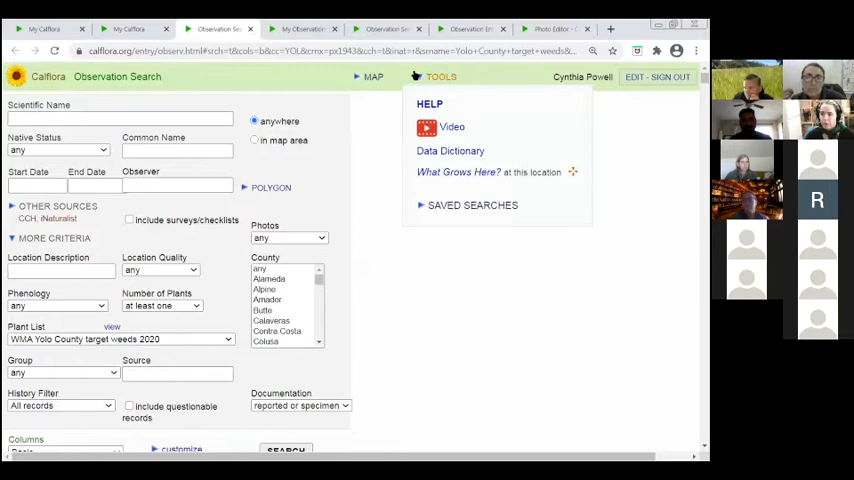 My Calflora
My Calflora
Observation Sea
My Observation
Observation Se
Observation En
Photo Editor - C
calflora.org/entry/observ.html#srch=t&cols=b&cc=YOL&crnx=px1943&cch=t&inat=r&srname=Yolo+County+target+weeds&...
Calflora Observation Search
MAP
TOOLS
Cynthia Powell
EDIT - SIGN OUT
HELP
Video
Data Dictionary
What Grows Here? at this location
SAVED SEARCHES
Scientific Name
anywhere
in map area
Native Status
Common Name
any
Start Date
End Date
Observer
POLYGON
OTHER SOURCES
CCH, iNaturalist
include surveys/checklists
Photos
any
MORE CRITERIA
Location Description
Location Quality
any
County
any
Alameda
Alpine
Amador
Butte
Calaveras
Contra Costa
Colusa
Phenology
any
Number of Plants
at least one
Plant List
view
WMA Yolo County target weeds 2020
Group
any
Source
History Filter
All records
include questionable
records
Documentation
reported or specimen
Columns
customize
SEARCH
R